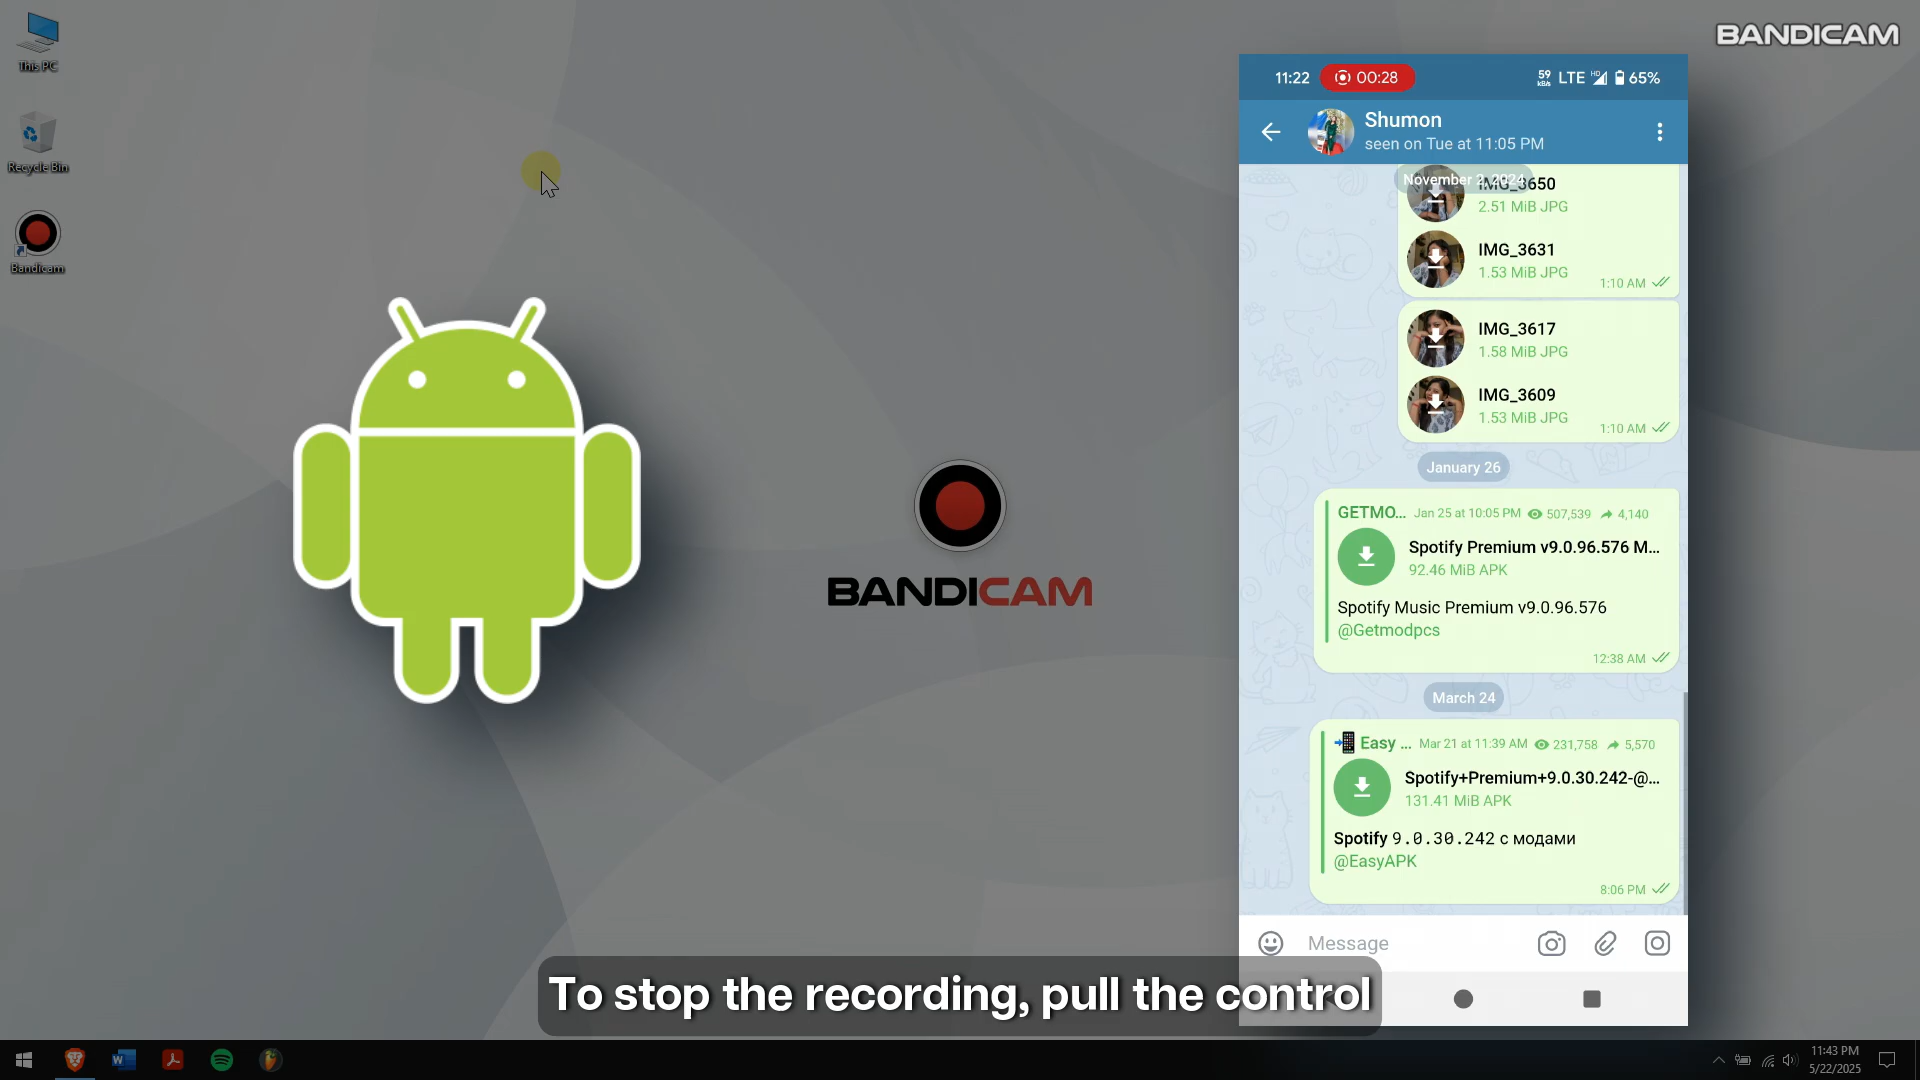 This PC
Recycle Bin
Bandicam
BANDICAM
BANDICAM
11:22
00:28
59
kB/s
LTE
HD
65%
Shumon
seen on Tue at 11:05 PM
November 2, 2024
IMG_3650
2.51 MiB JPG
IMG_3631
1.53 MiB JPG
1:10 AM
IMG_3617
1.58 MiB JPG
IMG_3609
1.53 MiB JPG
1:10 AM
January 26
GETMO... Jan 25 at 10:05 PM 507,539 4,140
Spotify Premium v9.0.96.576 M...
92.46 MiB APK
Spotify Music Premium v9.0.96.576
@Getmodpcs
12:38 AM
March 24
Easy ... Mar 21 at 11:39 AM 231,758 5,570
Spotify+Premium+9.0.30.242-@...
131.41 MiB APK
Spotify 9.0.30.242 с модами
@EasyAPK
8:06 PM
Message
To stop the recording, pull the control
11:43 PM
5/22/2025